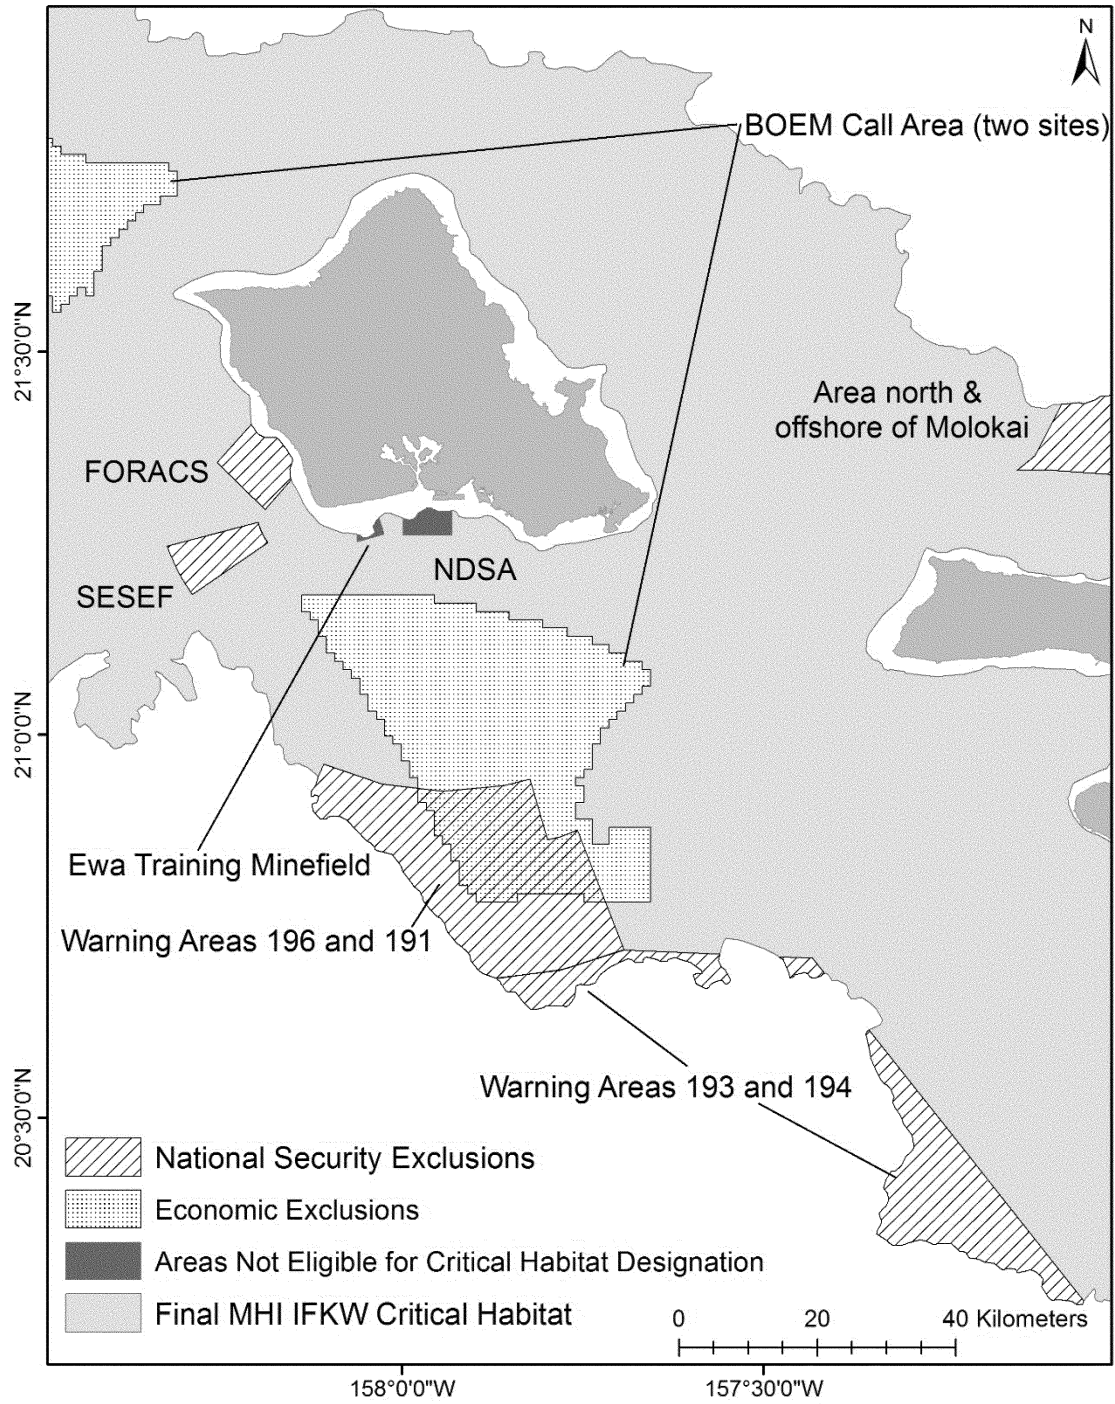 N
BOEM Call Area (two sites)
21°30'0"N
Area north &
offshore of Molokai
FORACS
NDSA
SESEF
21°0'0"N
Ewa Training Minefield
Warning Areas 196 and 191
Warning Areas 193 and 194
20°30'0"N
National Security Exclusions
Economic Exclusions
Areas Not Eligible for Critical Habitat Designation
Final MHI IFKW Critical Habitat
0 20 40 Kilometers
158°0'0"W 157°30'0"W